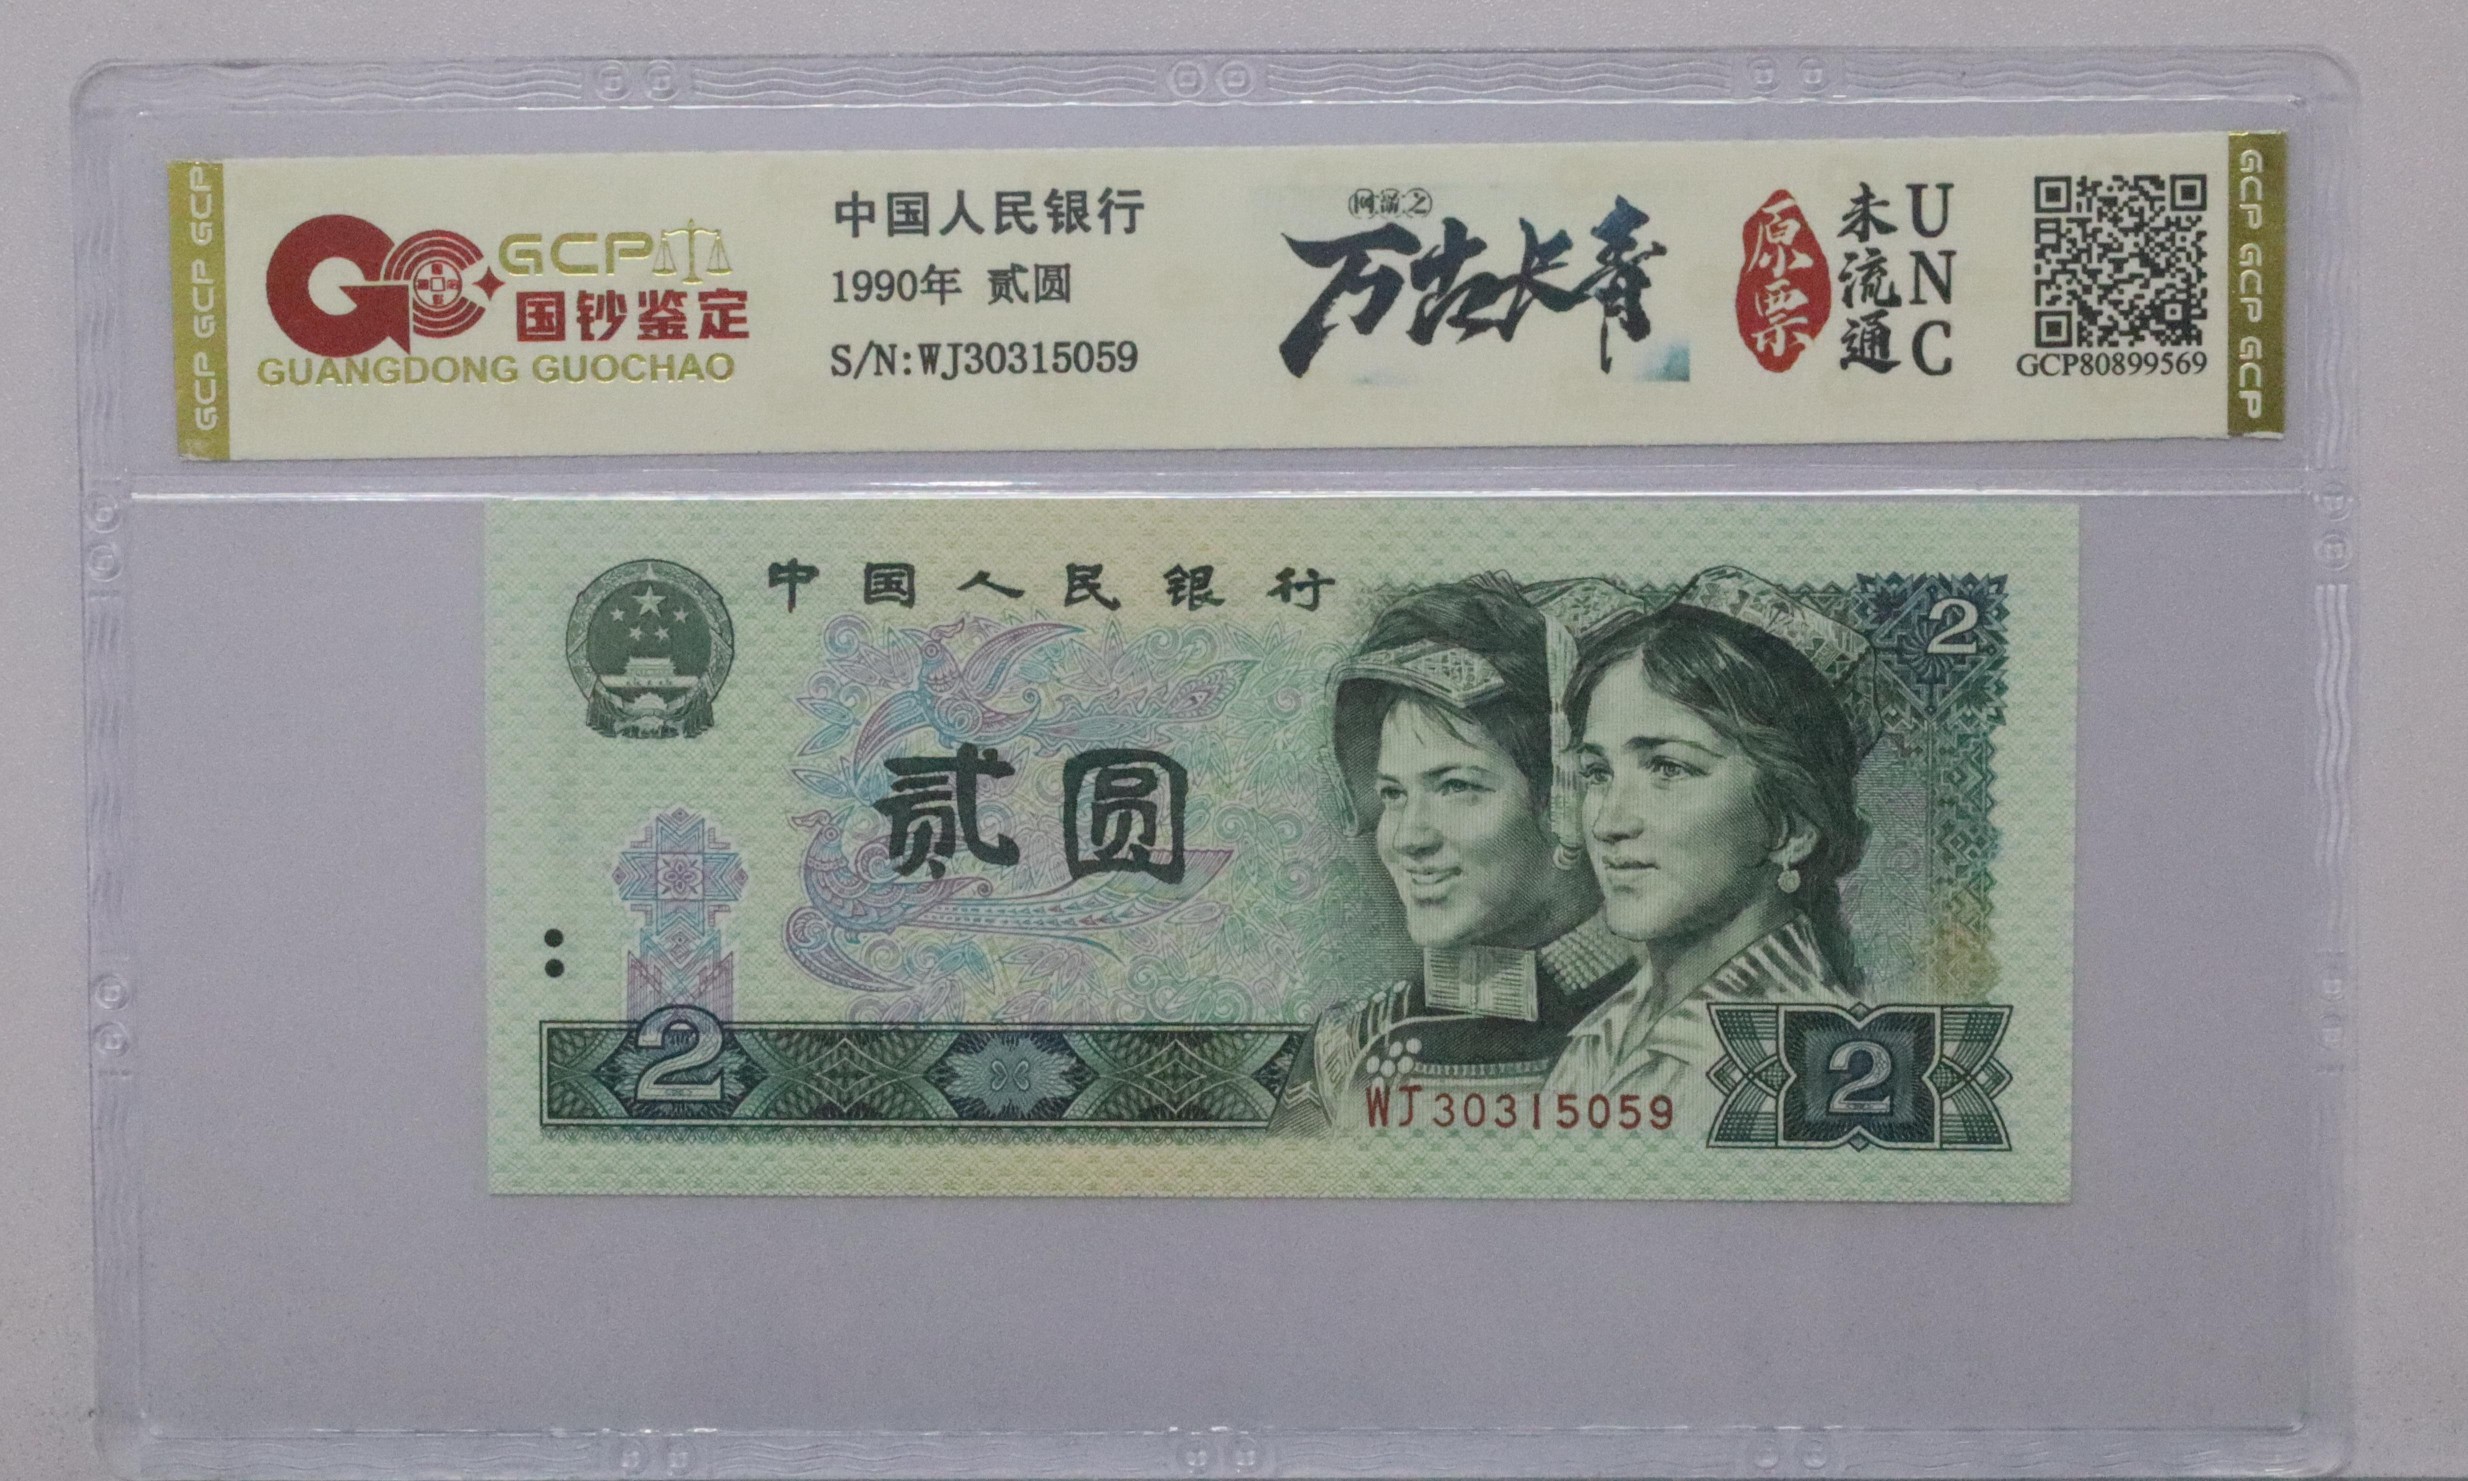 GCP GCP GCP
GCP
国钞鉴定
GUANGDONG GUOCHAO
中国人民银行
1990年 贰圆
S/N:WJ30315059
万古长青
原票
未流通
UNC
GCP80899569
GCP GCP GCP
中国人民银行
2
贰圆
2
WJ30315059
2